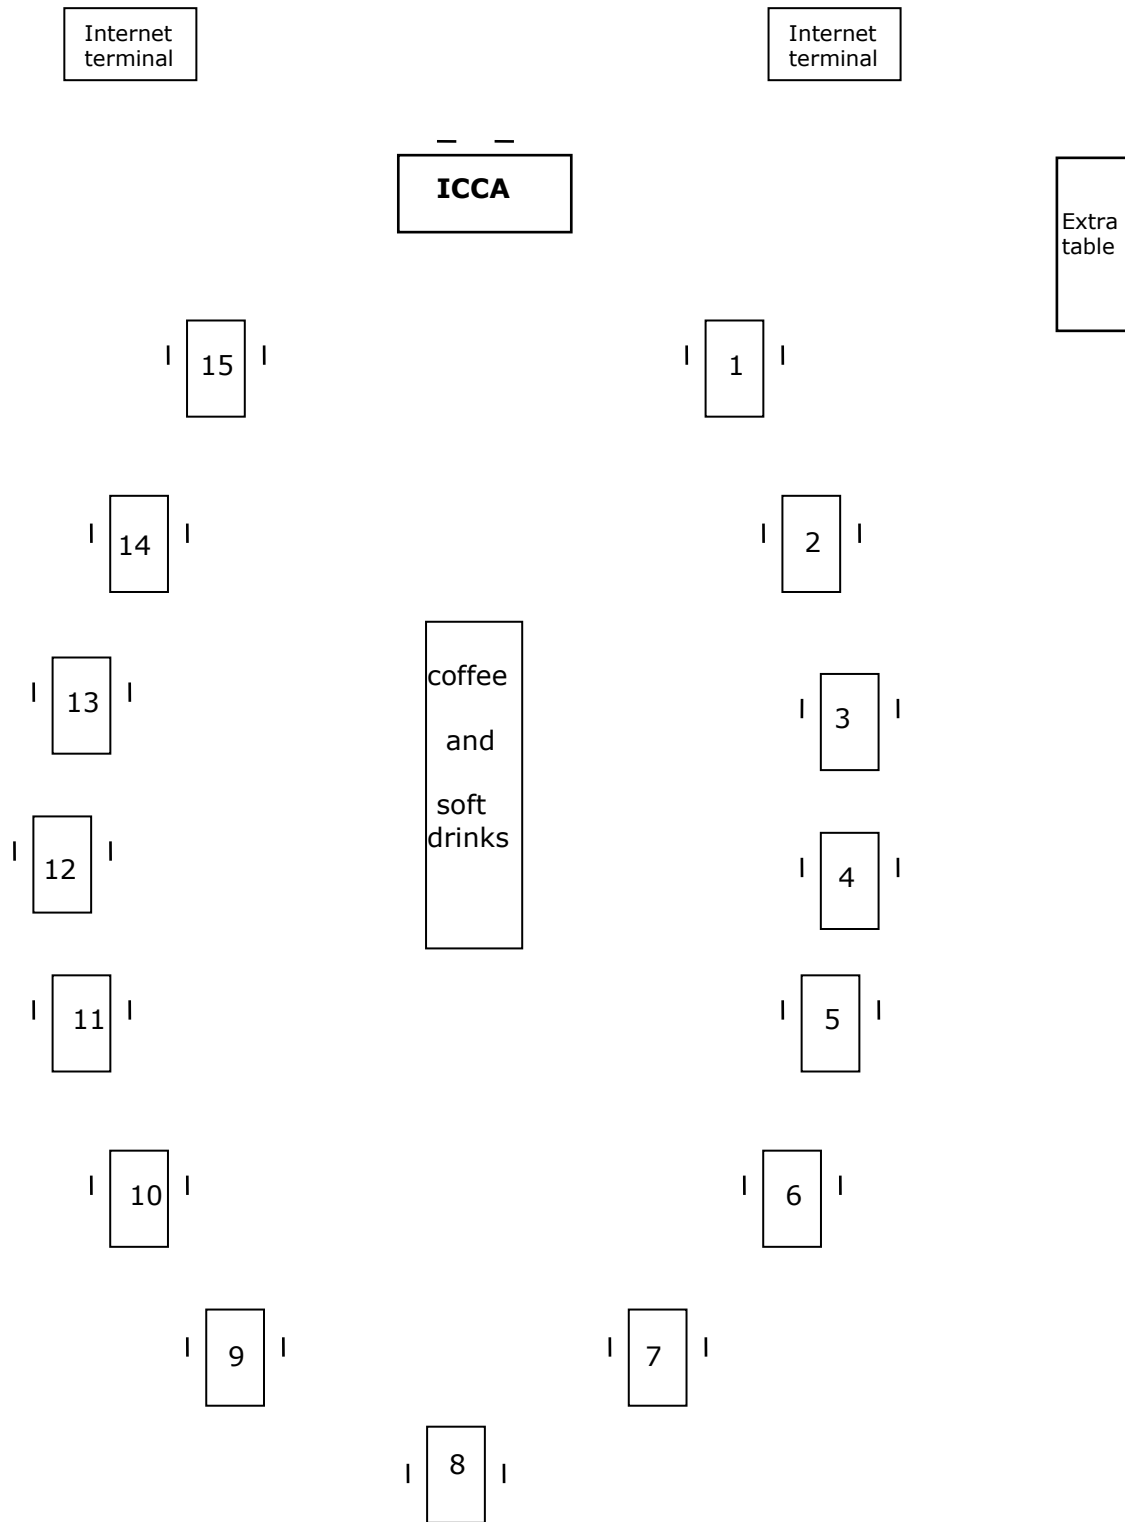 Internet
terminal
Internet
terminal
ICCA
Extra
table
15
1
14
2
coffee
and
soft
drinks
13
3
12
4
11
5
10
6
9
7
8